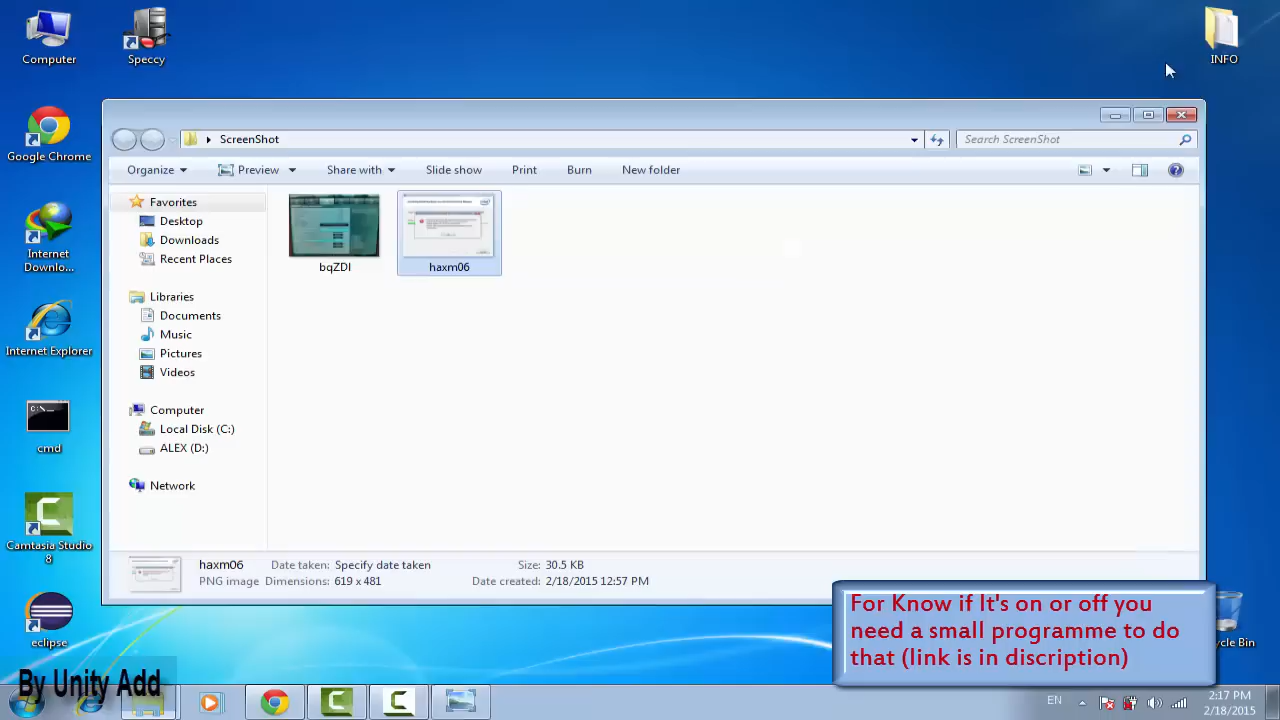 Computer
Speccy
INFO
Google Chrome
ScreenShot
Search ScreenShot
Organize
Preview
Share with
Slide show
Print
Burn
New folder
Favorites
Desktop
Downloads
Recent Places
Libraries
Documents
Music
Pictures
Videos
Computer
Local Disk (C:)
ALEX (D:)
Network
bqZDI
haxm06
Internet
Downlo...
Internet Explorer
C:\_
cmd
Camtasia Studio
8
eclipse
haxm06
Date taken: Specify date taken
Size: 30.5 KB
PNG image
Dimensions: 619 x 481
Date created: 2/18/2015 12:57 PM
For Know if It's on or off you
need a small programme to do
that (link is in discription)
ycle Bin
By Unity Add
EN
2:17 PM
2/18/2015